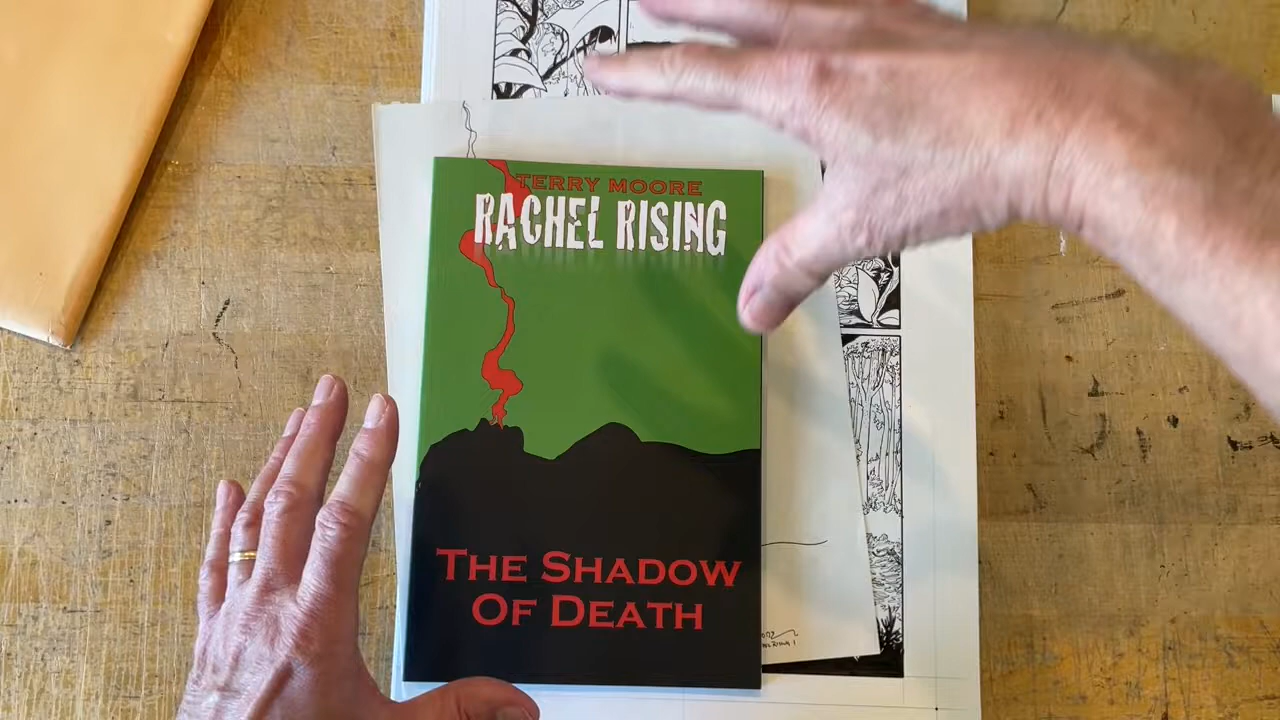 TERRY MOORE
RACHEL RISING
THE SHADOW
OF DEATH